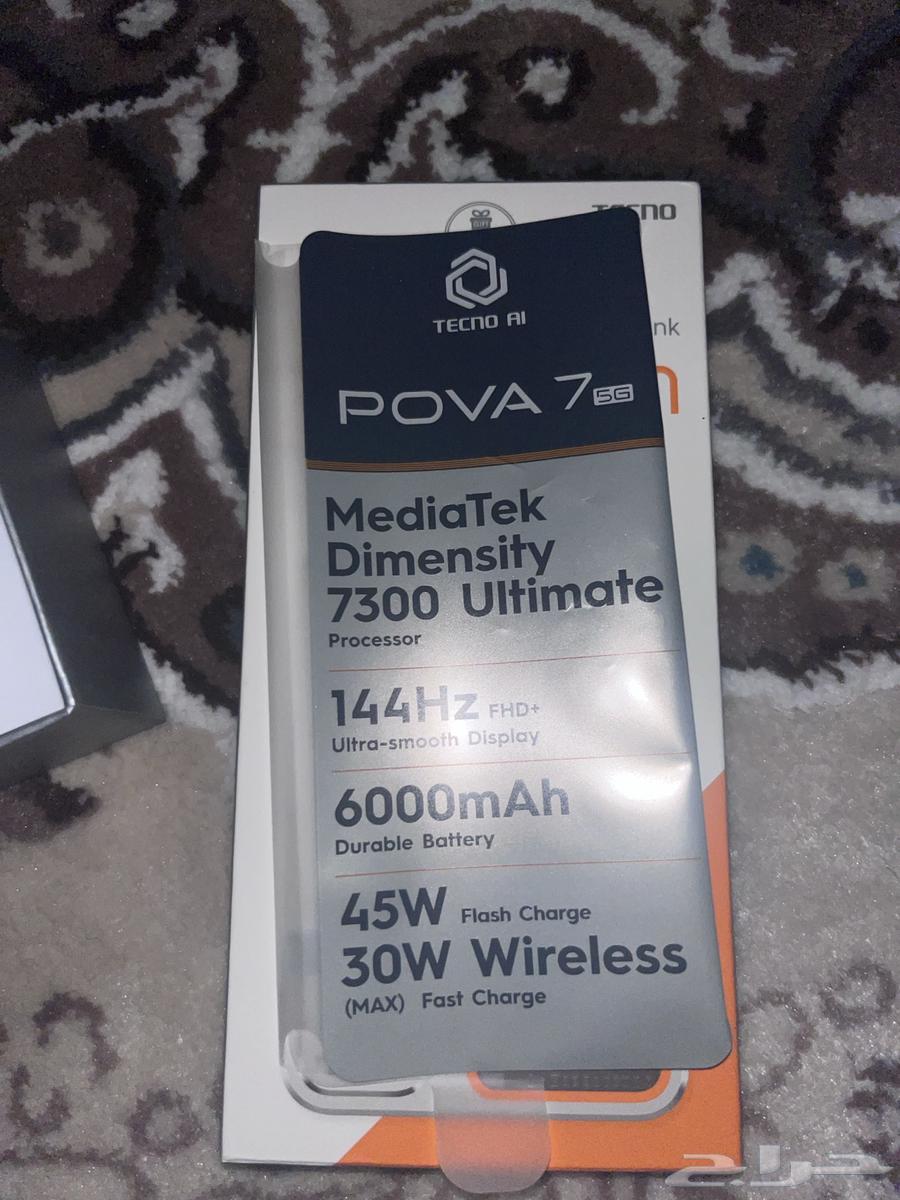 TECNO
TECNO AI
nk
n
POVA 7 5G
MediaTek
Dimensity
7300 Ultimate
Processor
144Hz FHD+
Ultra-smooth Display
6000mAh
Durable Battery
45W Flash Charge
30W Wireless
(MAX) Fast Charge
حراج